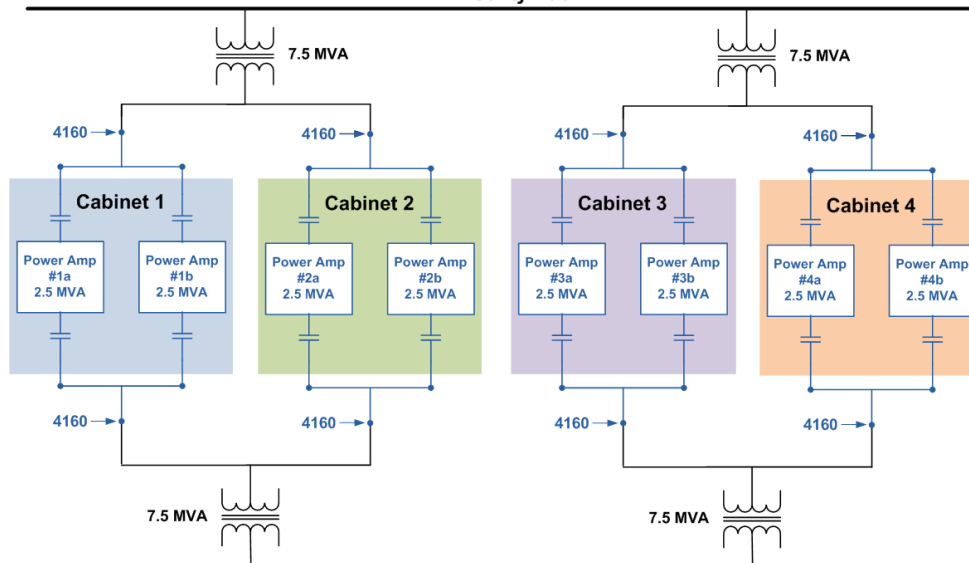 7.5 MVA
7.5 MVA
4160
4160
4160
4160
Cabinet 1
Cabinet 2
Cabinet 3
Cabinet 4
Power Amp
#1a
2.5 MVA
Power Amp
#1b
2.5 MVA
Power Amp
#2a
2.5 MVA
Power Amp
#2b
2.5 MVA
Power Amp
#3a
2.5 MVA
Power Amp
#3b
2.5 MVA
Power Amp
#4a
2.5 MVA
Power Amp
#4b
2.5 MVA
4160
4160
4160
4160
7.5 MVA
7.5 MVA